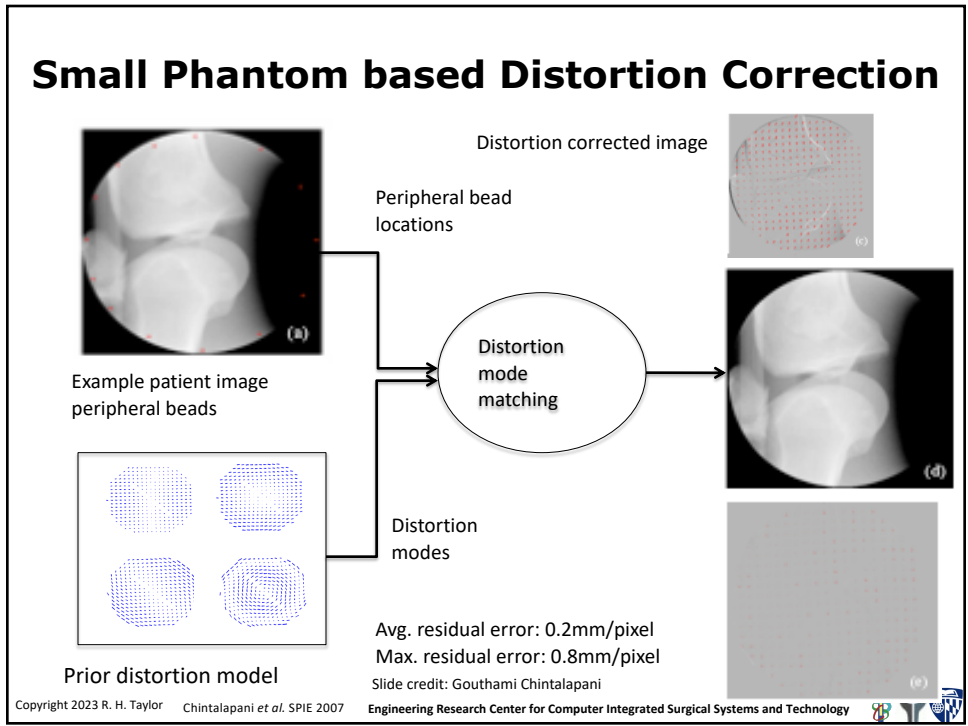 Small Phantom based Distortion Correction
Distortion corrected image
Peripheral bead
locations
(a)
(c)
Example patient image
peripheral beads
Distortion
mode
matching
(d)
Distortion
modes
Prior distortion model
Avg. residual error: 0.2mm/pixel
Max. residual error: 0.8mm/pixel
Slide credit: Gouthami Chintalapani
(e)
Copyright 2023 R. H. Taylor
Chintalapani et al. SPIE 2007
Engineering Research Center for Computer Integrated Surgical Systems and Technology